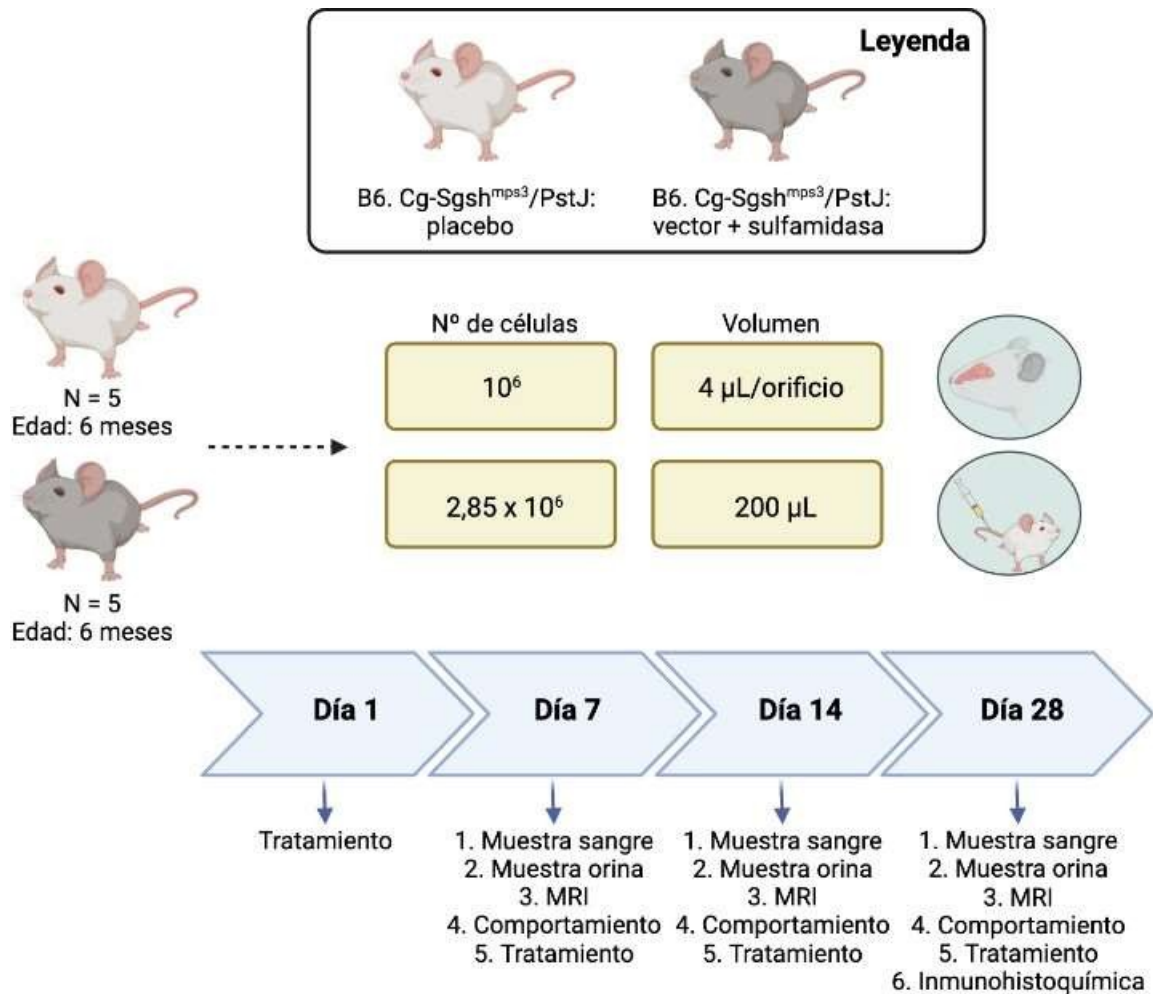 Leyenda
B6. Cg-Sgsh^mps3/PstJ:
placebo
B6. Cg-Sgsh^mps3/PstJ:
vector + sulfamidasa
N = 5
Edad: 6 meses
N = 5
Edad: 6 meses
Nº de células
Volumen
10⁶
4 µL/orificio
2,85 x 10⁶
200 µL
Día 1
Día 7
Día 14
Día 28
Tratamiento
1. Muestra sangre
2. Muestra orina
3. MRI
4. Comportamiento
5. Tratamiento
1. Muestra sangre
2. Muestra orina
3. MRI
4. Comportamiento
5. Tratamiento
1. Muestra sangre
2. Muestra orina
3. MRI
4. Comportamiento
5. Tratamiento
6. Inmunohistoquímica